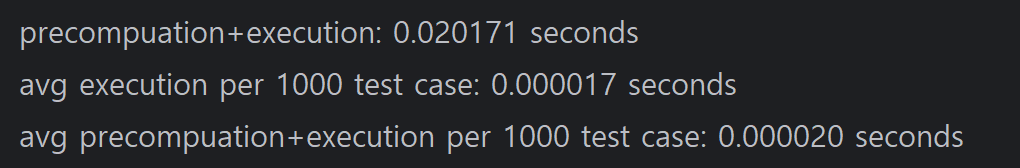 precompuation+execution: 0.020171 seconds
avg execution per 1000 test case: 0.000017 seconds
avg precompuation+execution per 1000 test case: 0.000020 seconds